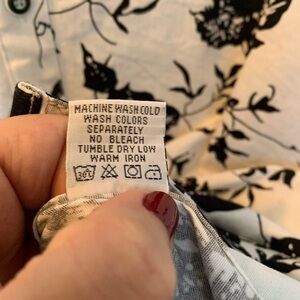 MACHINE WASH COLD
WASH COLORS
SEPARATELY
NO BLEACH
TUMBLE DRY LOW
WARM IRON
30°